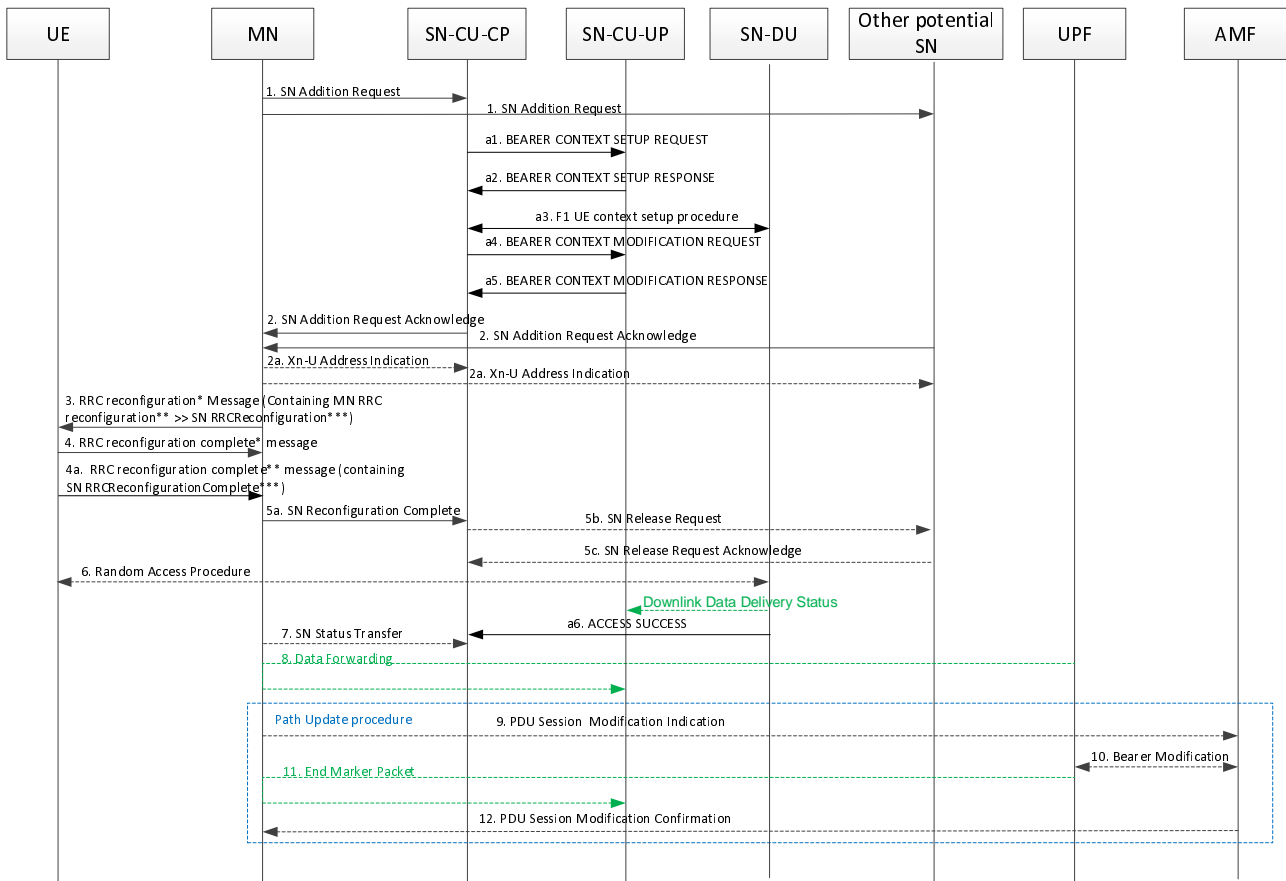 UE
MN
SN-CU-CP
SN-CU-UP
SN-DU
Other potential
SN
UPF
AMF
1. SN Addition Request
1. SN Addition Request
a1. BEARER CONTEXT SETUP REQUEST
a2. BEARER CONTEXT SETUP RESPONSE
a3. F1 UE context setup procedure
a4. BEARER CONTEXT MODIFICATION REQUEST
a5. BEARER CONTEXT MODIFICATION RESPONSE
2. SN Addition Request Acknowledge
2. SN Addition Request Acknowledge
2a. Xn-U Address Indication
2a. Xn-U Address Indication
3. RRC reconfiguration* Message (Containing MN RRC
reconfiguration** >> SN RRCReconfiguration***)
4. RRC reconfiguration complete* message
4a. RRC reconfiguration complete** message (containing
SN RRCReconfigurationComplete***)
5a. SN Reconfiguration Complete
5b. SN Release Request
5c. SN Release Request Acknowledge
6. Random Access Procedure
Downlink Data Delivery Status
a6. ACCESS SUCCESS
7. SN Status Transfer
8. Data Forwarding
Path Update procedure
9. PDU Session Modification Indication
10. Bearer Modification
11. End Marker Packet
12. PDU Session Modification Confirmation